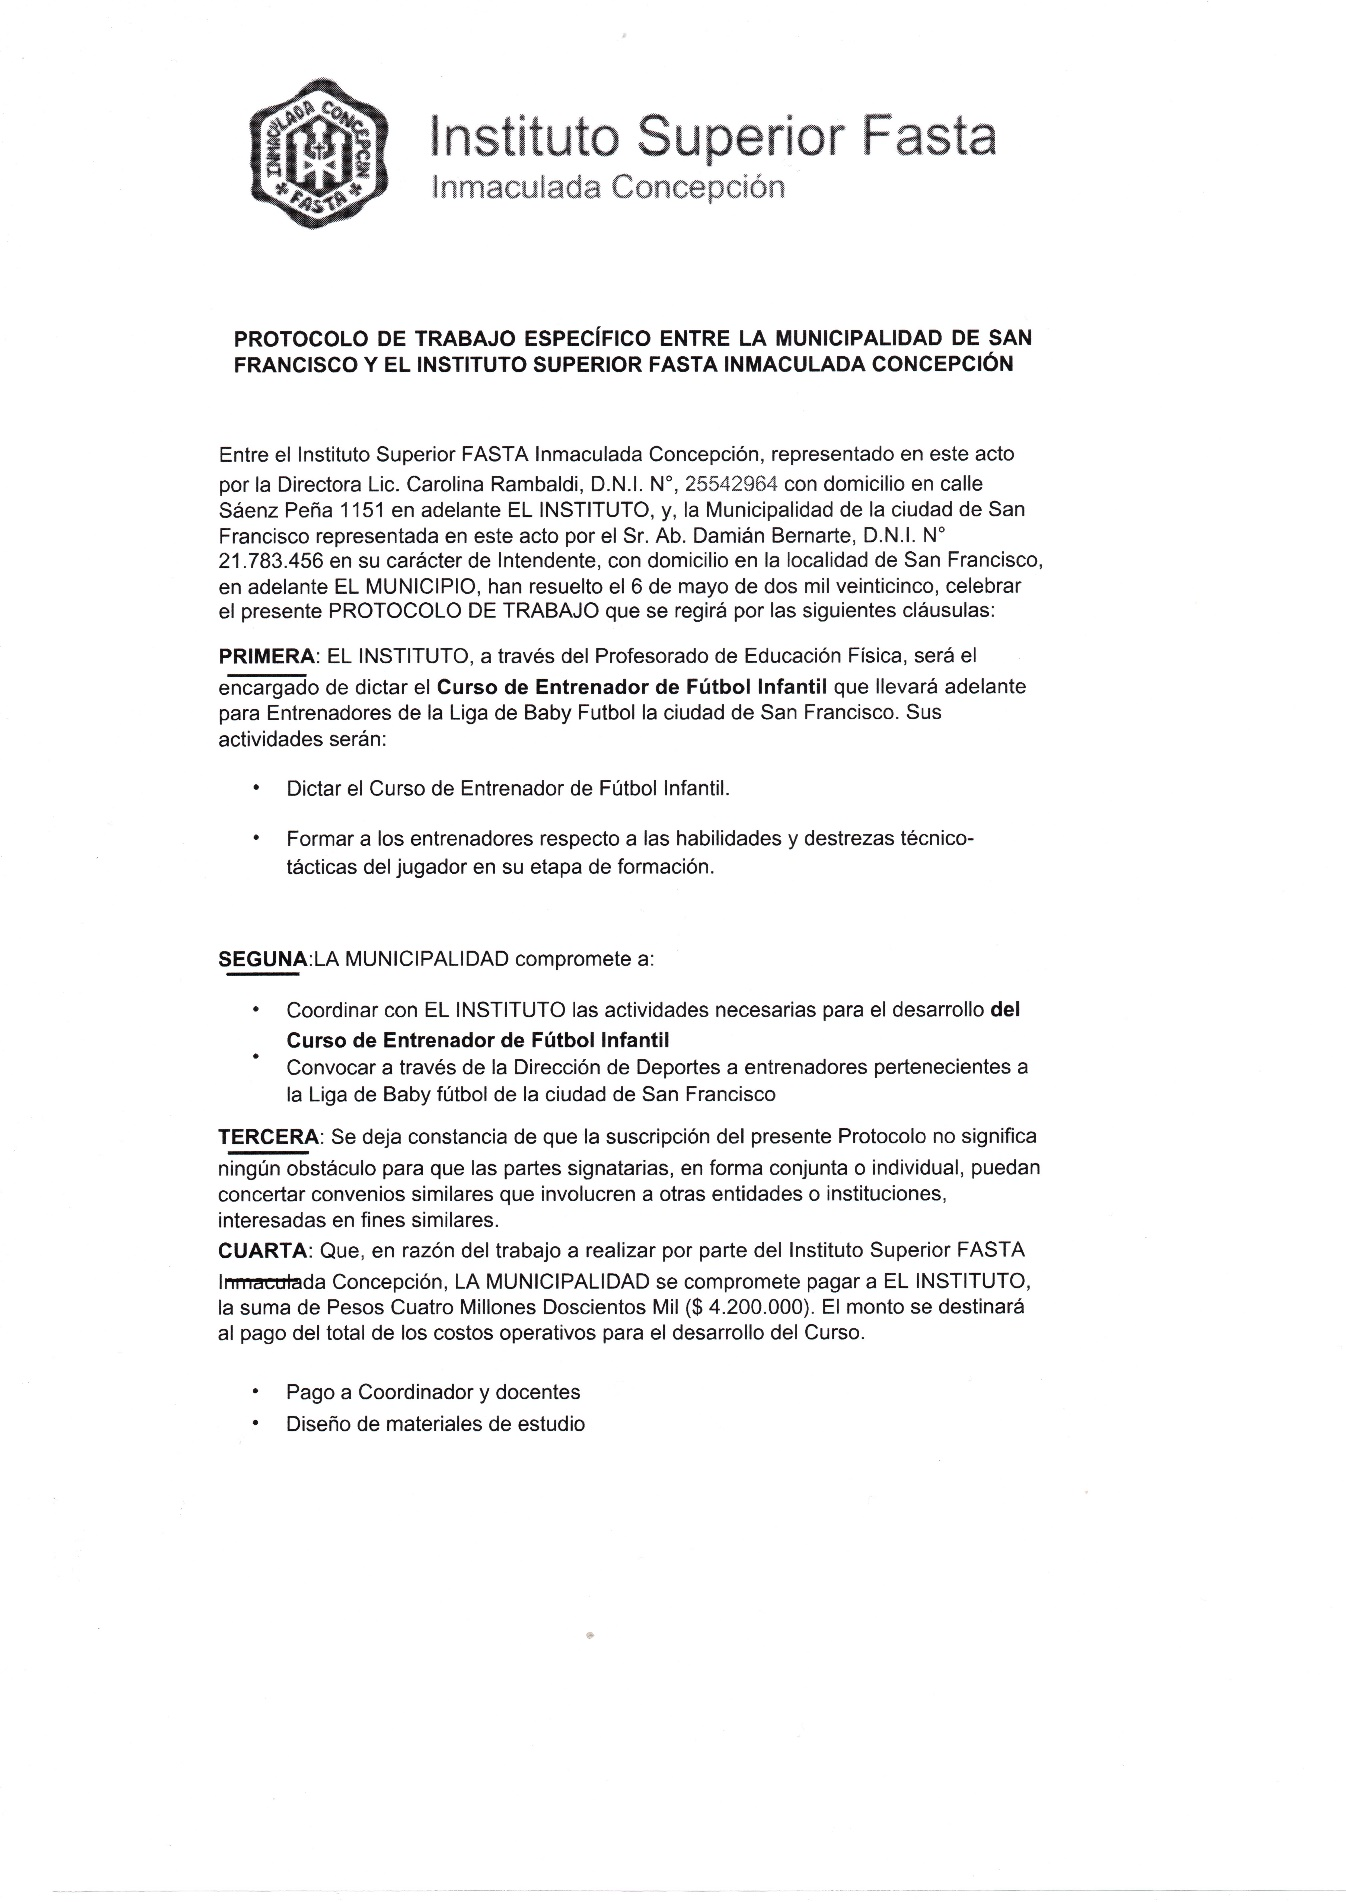 INMACULADA CONCEPCIN
FASTA
Instituto Superior Fasta
Inmaculada Concepción
PROTOCOLO DE TRABAJO ESPECÍFICO ENTRE LA MUNICIPALIDAD DE SAN
FRANCISCO Y EL INSTITUTO SUPERIOR FASTA INMACULADA CONCEPCIÓN
Entre el Instituto Superior FASTA Inmaculada Concepción, representado en este acto
por la Directora Lic. Carolina Rambaldi, D.N.I. N°, 25542964 con domicilio en calle
Sáenz Peña 1151 en adelante EL INSTITUTO, y, la Municipalidad de la ciudad de San
Francisco representada en este acto por el Sr. Ab. Damián Bernarte, D.N.I. N°
21.783.456 en su carácter de Intendente, con domicilio en la localidad de San Francisco,
en adelante EL MUNICIPIO, han resuelto el 6 de mayo de dos mil veinticinco, celebrar
el presente PROTOCOLO DE TRABAJO que se regirá por las siguientes cláusulas:
PRIMERA: EL INSTITUTO, a través del Profesorado de Educación Física, será el
encargado de dictar el Curso de Entrenador de Fútbol Infantil que llevará adelante
para Entrenadores de la Liga de Baby Futbol la ciudad de San Francisco. Sus
actividades serán:
• Dictar el Curso de Entrenador de Fútbol Infantil.
• Formar a los entrenadores respecto a las habilidades y destrezas técnico-
tácticas del jugador en su etapa de formación.
SEGUNA:LA MUNICIPALIDAD compromete a:
• Coordinar con EL INSTITUTO las actividades necesarias para el desarrollo del
Curso de Entrenador de Fútbol Infantil
• Convocar a través de la Dirección de Deportes a entrenadores pertenecientes a
la Liga de Baby fútbol de la ciudad de San Francisco
TERCERA: Se deja constancia de que la suscripción del presente Protocolo no significa
ningún obstáculo para que las partes signatarias, en forma conjunta o individual, puedan
concertar convenios similares que involucren a otras entidades o instituciones,
interesadas en fines similares.
CUARTA: Que, en razón del trabajo a realizar por parte del Instituto Superior FASTA
Inmaculada Concepción, LA MUNICIPALIDAD se compromete pagar a EL INSTITUTO,
la suma de Pesos Cuatro Millones Doscientos Mil ($ 4.200.000). El monto se destinará
al pago del total de los costos operativos para el desarrollo del Curso.
• Pago a Coordinador y docentes
• Diseño de materiales de estudio